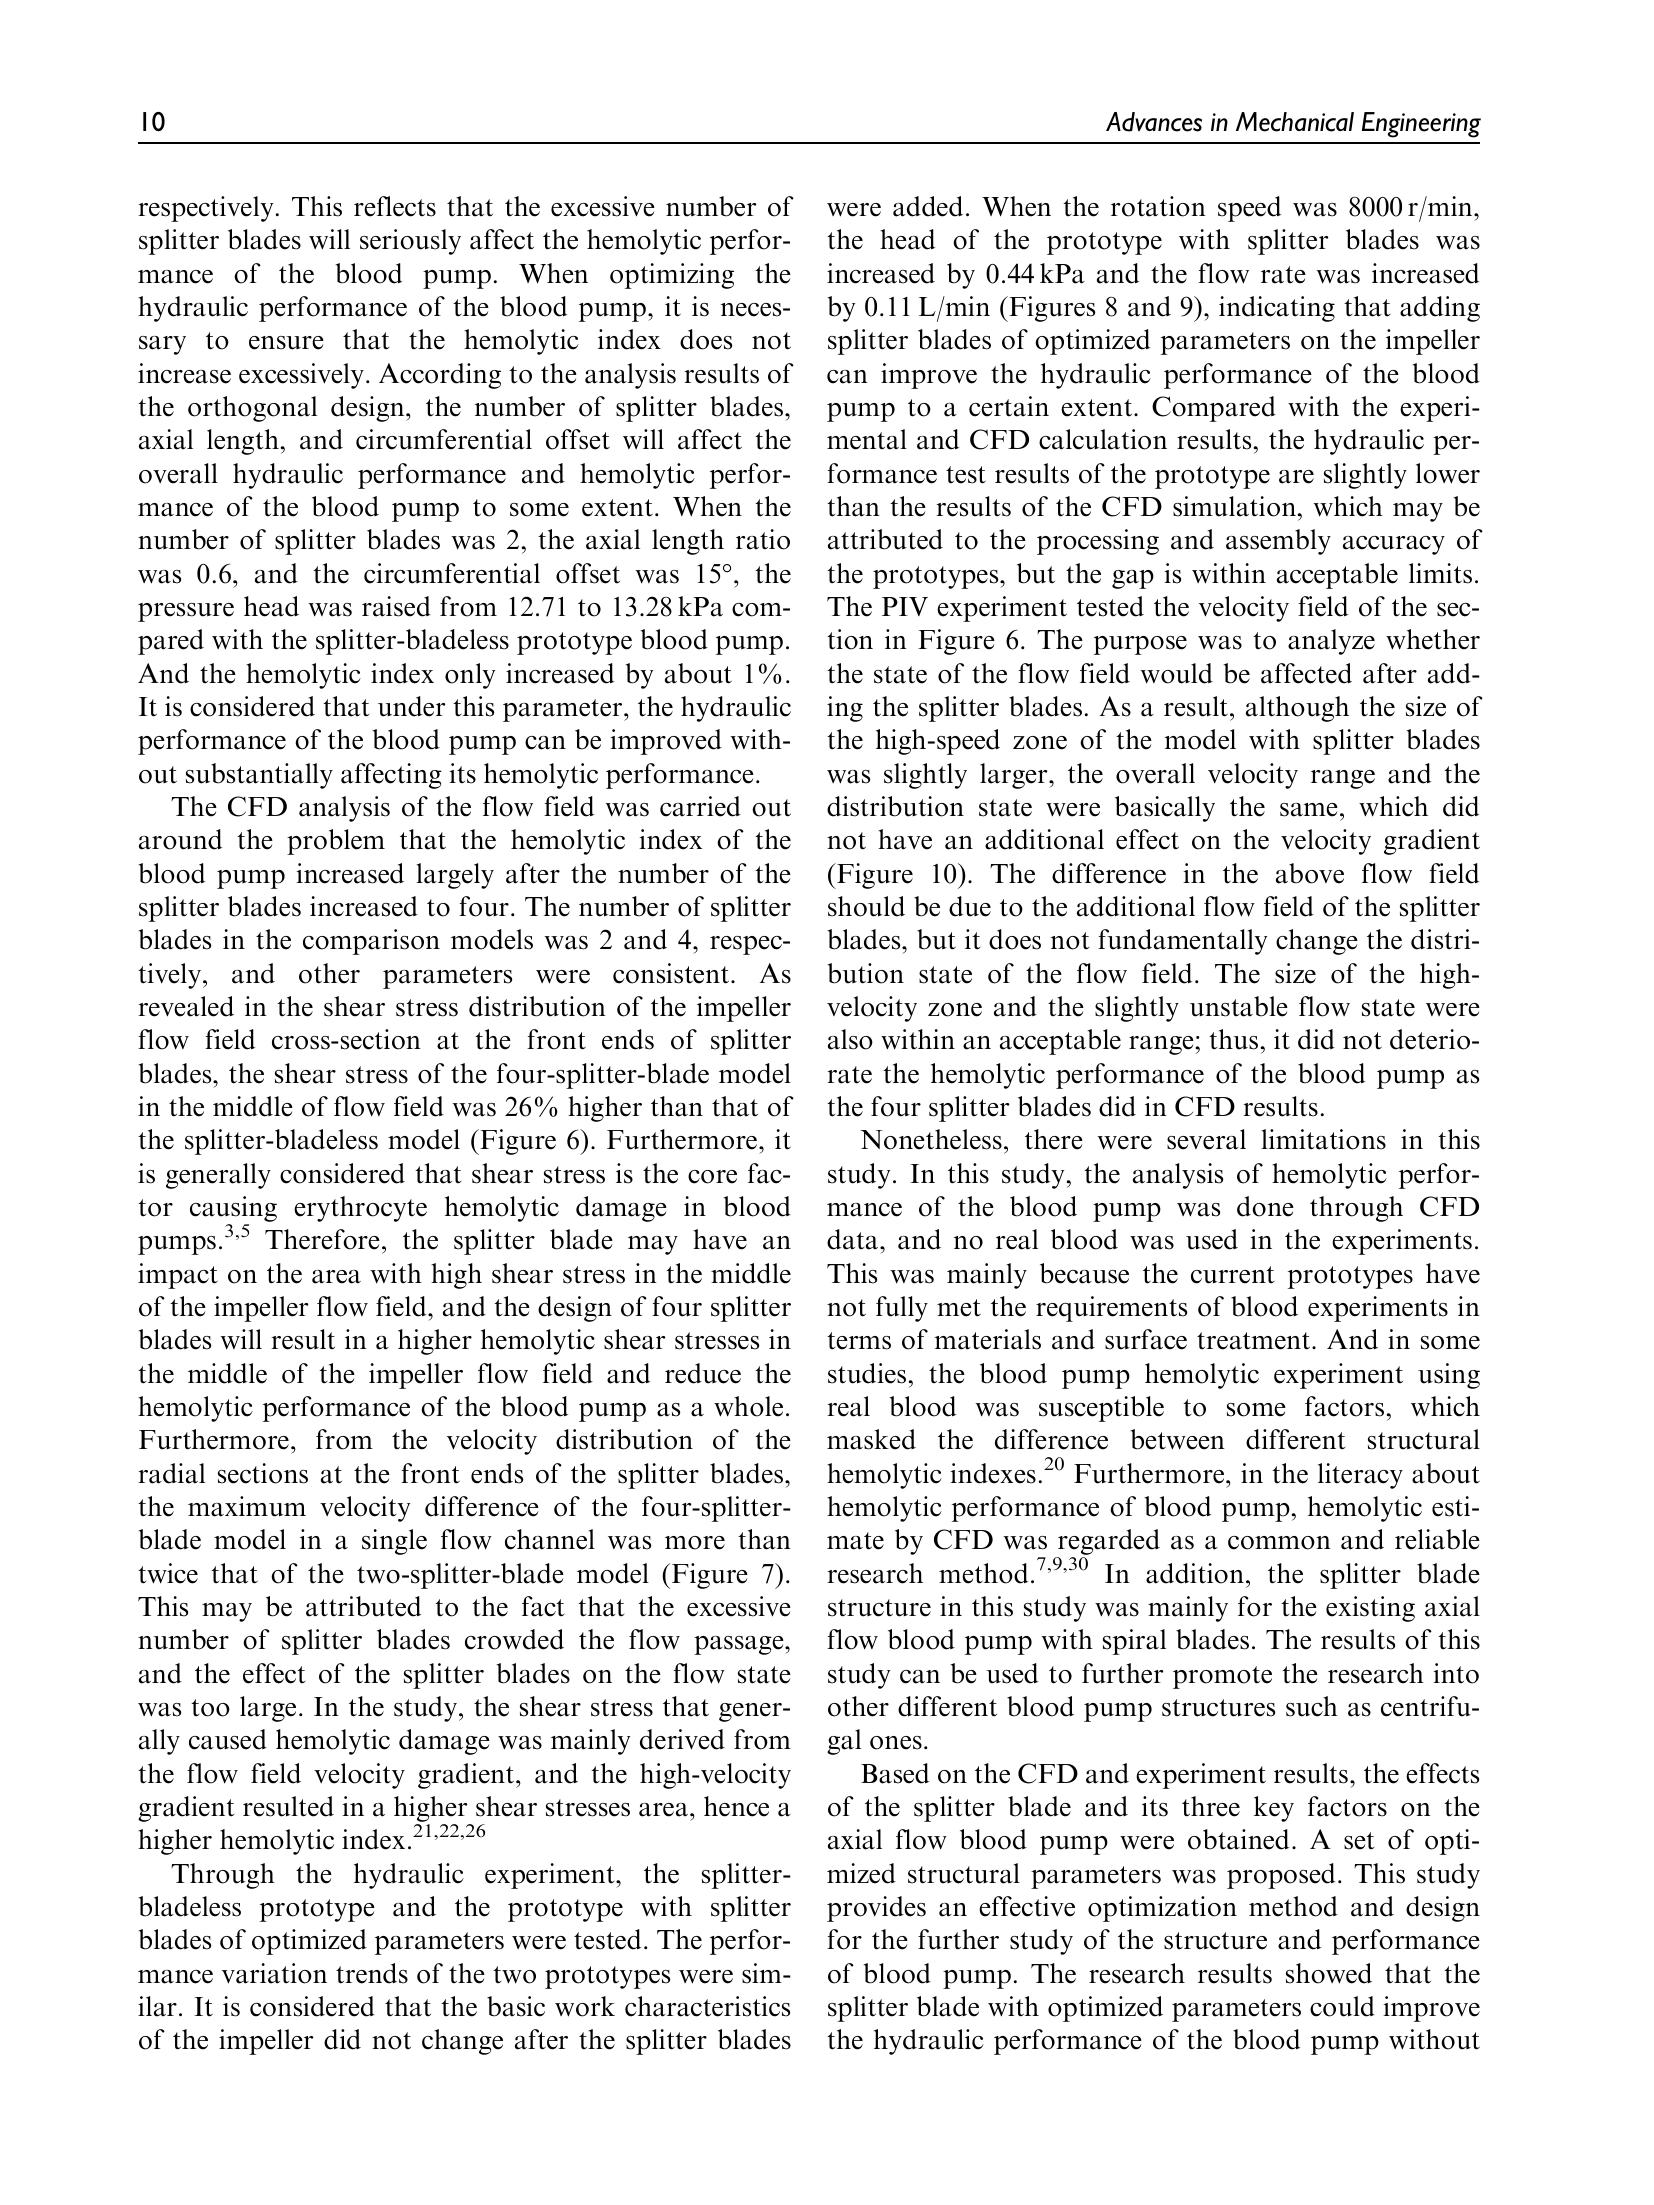 10
Advances in Mechanical Engineering
respectively. This reflects that the excessive number of
splitter blades will seriously affect the hemolytic perfor-
mance of the blood pump. When optimizing the
hydraulic performance of the blood pump, it is neces-
sary to ensure that the hemolytic index does not
increase excessively. According to the analysis results of
the orthogonal design, the number of splitter blades,
axial length, and circumferential offset will affect the
overall hydraulic performance and hemolytic perfor-
mance of the blood pump to some extent. When the
number of splitter blades was 2, the axial length ratio
was 0.6, and the circumferential offset was 15°, the
pressure head was raised from 12.71 to 13.28 kPa com-
pared with the splitter-bladeless prototype blood pump.
And the hemolytic index only increased by about 1%.
It is considered that under this parameter, the hydraulic
performance of the blood pump can be improved with-
out substantially affecting its hemolytic performance.
The CFD analysis of the flow field was carried out
around the problem that the hemolytic index of the
blood pump increased largely after the number of the
splitter blades increased to four. The number of splitter
blades in the comparison models was 2 and 4, respec-
tively, and other parameters were consistent. As
revealed in the shear stress distribution of the impeller
flow field cross-section at the front ends of splitter
blades, the shear stress of the four-splitter-blade model
in the middle of flow field was 26% higher than that of
the splitter-bladeless model (Figure 6). Furthermore, it
is generally considered that shear stress is the core fac-
tor causing erythrocyte hemolytic damage in blood
pumps.3,5 Therefore, the splitter blade may have an
impact on the area with high shear stress in the middle
of the impeller flow field, and the design of four splitter
blades will result in a higher hemolytic shear stresses in
the middle of the impeller flow field and reduce the
hemolytic performance of the blood pump as a whole.
Furthermore, from the velocity distribution of the
radial sections at the front ends of the splitter blades,
the maximum velocity difference of the four-splitter-
blade model in a single flow channel was more than
twice that of the two-splitter-blade model (Figure 7).
This may be attributed to the fact that the excessive
number of splitter blades crowded the flow passage,
and the effect of the splitter blades on the flow state
was too large. In the study, the shear stress that gener-
ally caused hemolytic damage was mainly derived from
the flow field velocity gradient, and the high-velocity
gradient resulted in a higher shear stresses area, hence a
higher hemolytic index.21,22,26
Through the hydraulic experiment, the splitter-
bladeless prototype and the prototype with splitter
blades of optimized parameters were tested. The perfor-
mance variation trends of the two prototypes were sim-
ilar. It is considered that the basic work characteristics
of the impeller did not change after the splitter blades
were added. When the rotation speed was 8000 r/min,
the head of the prototype with splitter blades was
increased by 0.44 kPa and the flow rate was increased
by 0.11 L/min (Figures 8 and 9), indicating that adding
splitter blades of optimized parameters on the impeller
can improve the hydraulic performance of the blood
pump to a certain extent. Compared with the experi-
mental and CFD calculation results, the hydraulic per-
formance test results of the prototype are slightly lower
than the results of the CFD simulation, which may be
attributed to the processing and assembly accuracy of
the prototypes, but the gap is within acceptable limits.
The PIV experiment tested the velocity field of the sec-
tion in Figure 6. The purpose was to analyze whether
the state of the flow field would be affected after add-
ing the splitter blades. As a result, although the size of
the high-speed zone of the model with splitter blades
was slightly larger, the overall velocity range and the
distribution state were basically the same, which did
not have an additional effect on the velocity gradient
(Figure 10). The difference in the above flow field
should be due to the additional flow field of the splitter
blades, but it does not fundamentally change the distri-
bution state of the flow field. The size of the high-
velocity zone and the slightly unstable flow state were
also within an acceptable range; thus, it did not deterio-
rate the hemolytic performance of the blood pump as
the four splitter blades did in CFD results.
Nonetheless, there were several limitations in this
study. In this study, the analysis of hemolytic perfor-
mance of the blood pump was done through CFD
data, and no real blood was used in the experiments.
This was mainly because the current prototypes have
not fully met the requirements of blood experiments in
terms of materials and surface treatment. And in some
studies, the blood pump hemolytic experiment using
real blood was susceptible to some factors, which
masked the difference between different structural
hemolytic indexes.20 Furthermore, in the literacy about
hemolytic performance of blood pump, hemolytic esti-
mate by CFD was regarded as a common and reliable
research method.7,9,30 In addition, the splitter blade
structure in this study was mainly for the existing axial
flow blood pump with spiral blades. The results of this
study can be used to further promote the research into
other different blood pump structures such as centrifu-
gal ones.
Based on the CFD and experiment results, the effects
of the splitter blade and its three key factors on the
axial flow blood pump were obtained. A set of opti-
mized structural parameters was proposed. This study
provides an effective optimization method and design
for the further study of the structure and performance
of blood pump. The research results showed that the
splitter blade with optimized parameters could improve
the hydraulic performance of the blood pump without